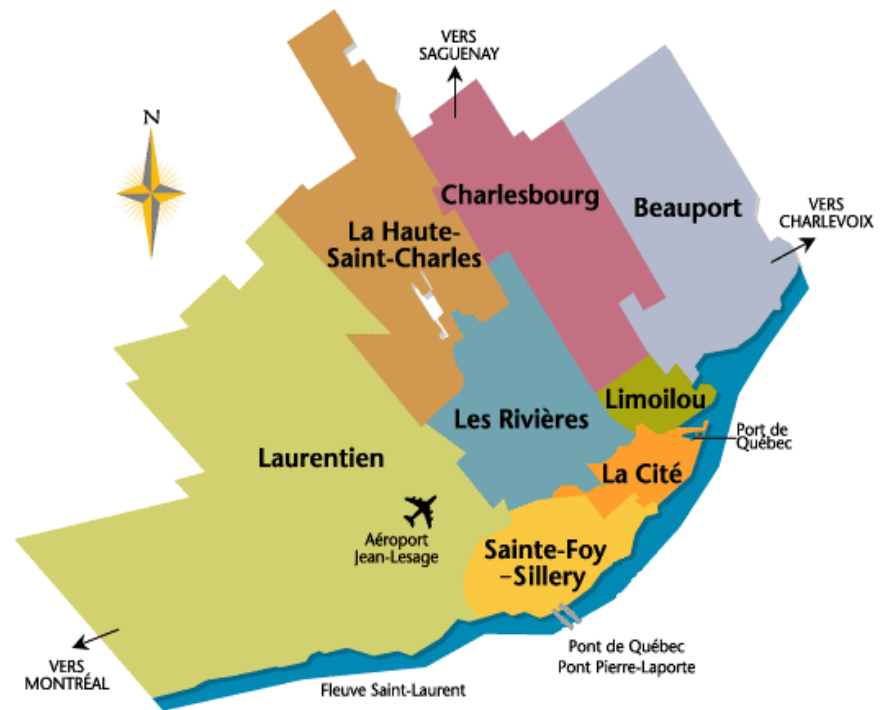 VERS
SAGUENAY
N
Charlesbourg
Beauport
VERS
CHARLEVOIX
La Haute-
Saint-Charles
Limoilou
Les Rivières
Port de
Québec
Laurentien
La Cité
Aéroport
Jean-Lesage
Sainte-Foy
–Sillery
VERS
MONTRÉAL
Pont de Québec
Pont Pierre-Laporte
Fleuve Saint-Laurent